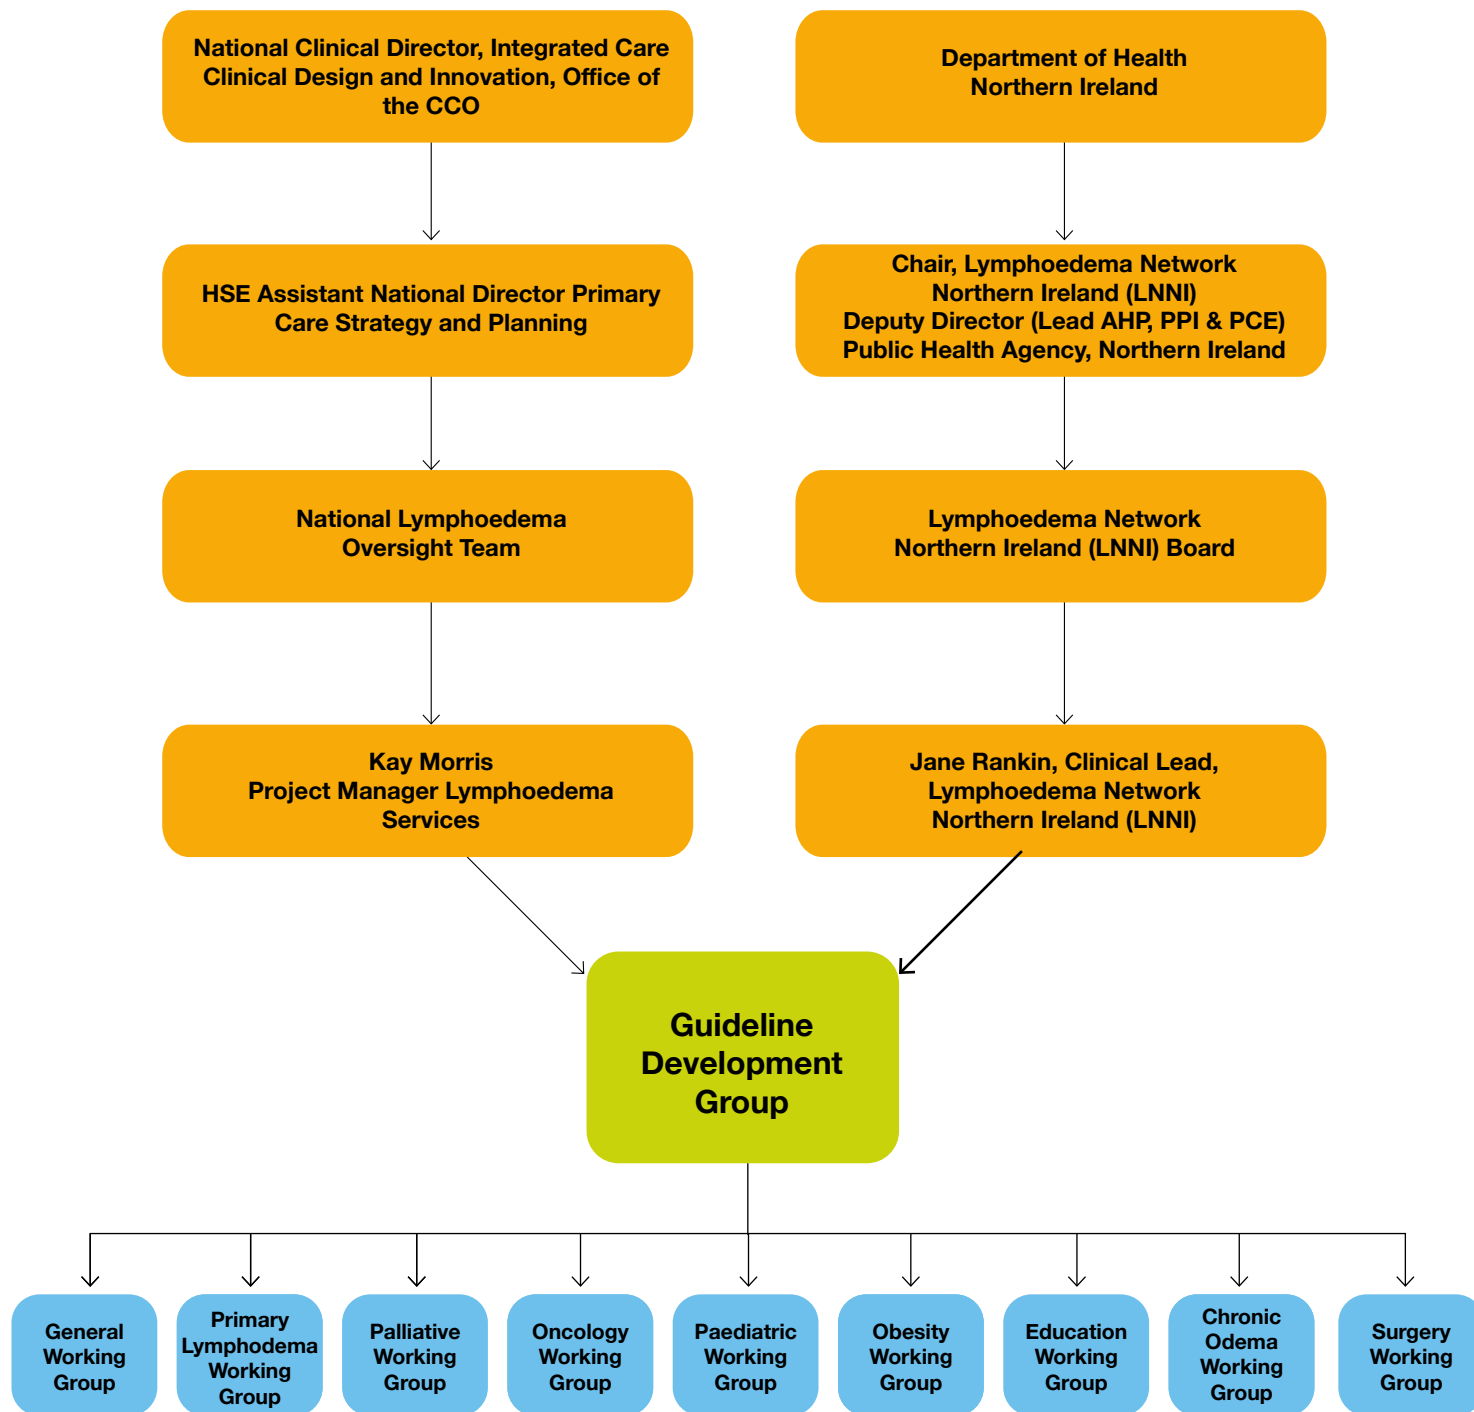 National Clinical Director, Integrated Care
Clinical Design and Innovation, Office of
the CCO
Department of Health
Northern Ireland
HSE Assistant National Director Primary
Care Strategy and Planning
Chair, Lymphoedema Network
Northern Ireland (LNNI)
Deputy Director (Lead AHP, PPI & PCE)
Public Health Agency, Northern Ireland
National Lymphoedema
Oversight Team
Lymphoedema Network
Northern Ireland (LNNI) Board
Kay Morris
Project Manager Lymphoedema
Services
Jane Rankin, Clinical Lead,
Lymphoedema Network
Northern Ireland (LNNI)
Guideline
Development
Group
General
Working
Group
Primary
Lymphodema
Working
Group
Palliative
Working
Group
Oncology
Working
Group
Paediatric
Working
Group
Obesity
Working
Group
Education
Working
Group
Chronic
Odema
Working
Group
Surgery
Working
Group